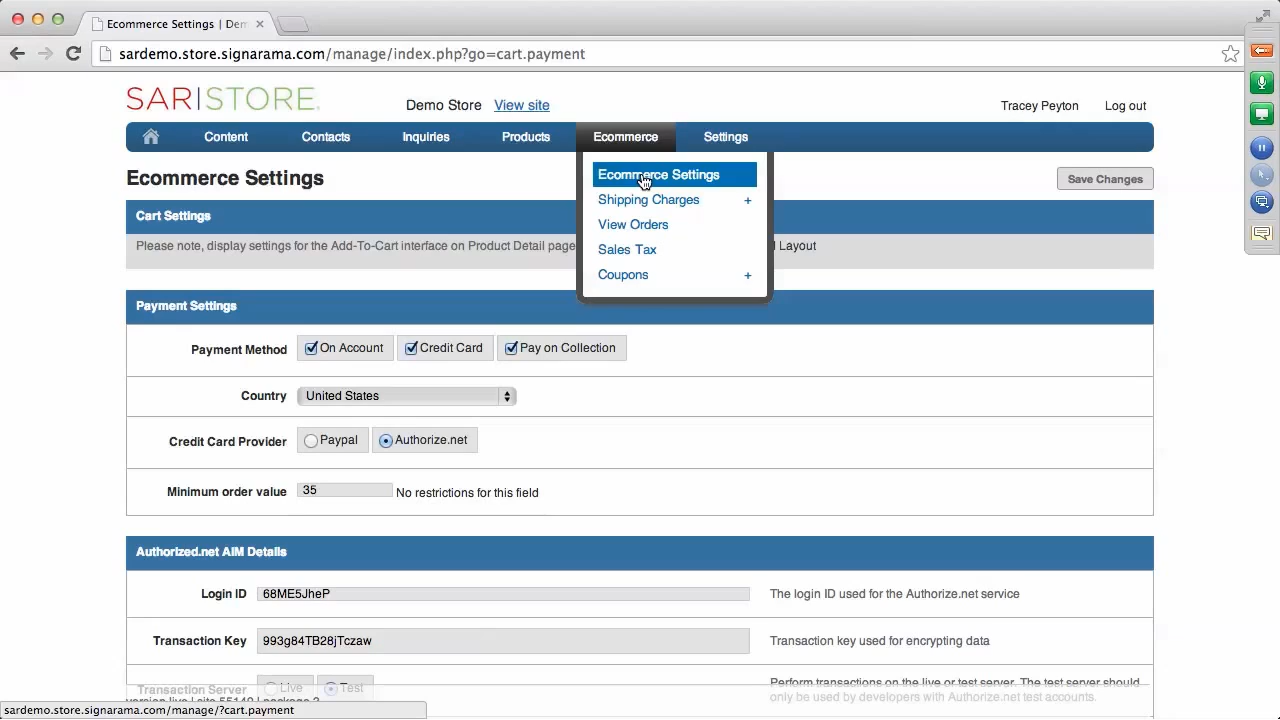 Ecommerce Settings | Den
sardemo.store.signarama.com/manage/index.php?go=cart.payment
SARISTORE
Demo Store View site
Tracey Peyton Log out
Content Contacts Inquiries Products Ecommerce Settings
Ecommerce Settings
Shipping Charges +
View Orders
Sales Tax
Coupons +
Ecommerce Settings
Save Changes
Cart Settings
Please note, display settings for the Add-To-Cart interface on Product Detail page
Layout
Payment Settings
Payment Method On Account Credit Card Pay on Collection
Country United States
Credit Card Provider Paypal Authorize.net
Minimum order value 35 No restrictions for this field
Authorized.net AIM Details
Login ID 68ME5JheP The login ID used for the Authorize.net service
Transaction Key 993g84TB28jTczaw Transaction key used for encrypting data
Transaction Server Live Test Perform transactions on the live or test server. The test server should
only be used by developers with Authorize.net test accounts.
sardemo.store.signarama.com/manage/?cart.payment